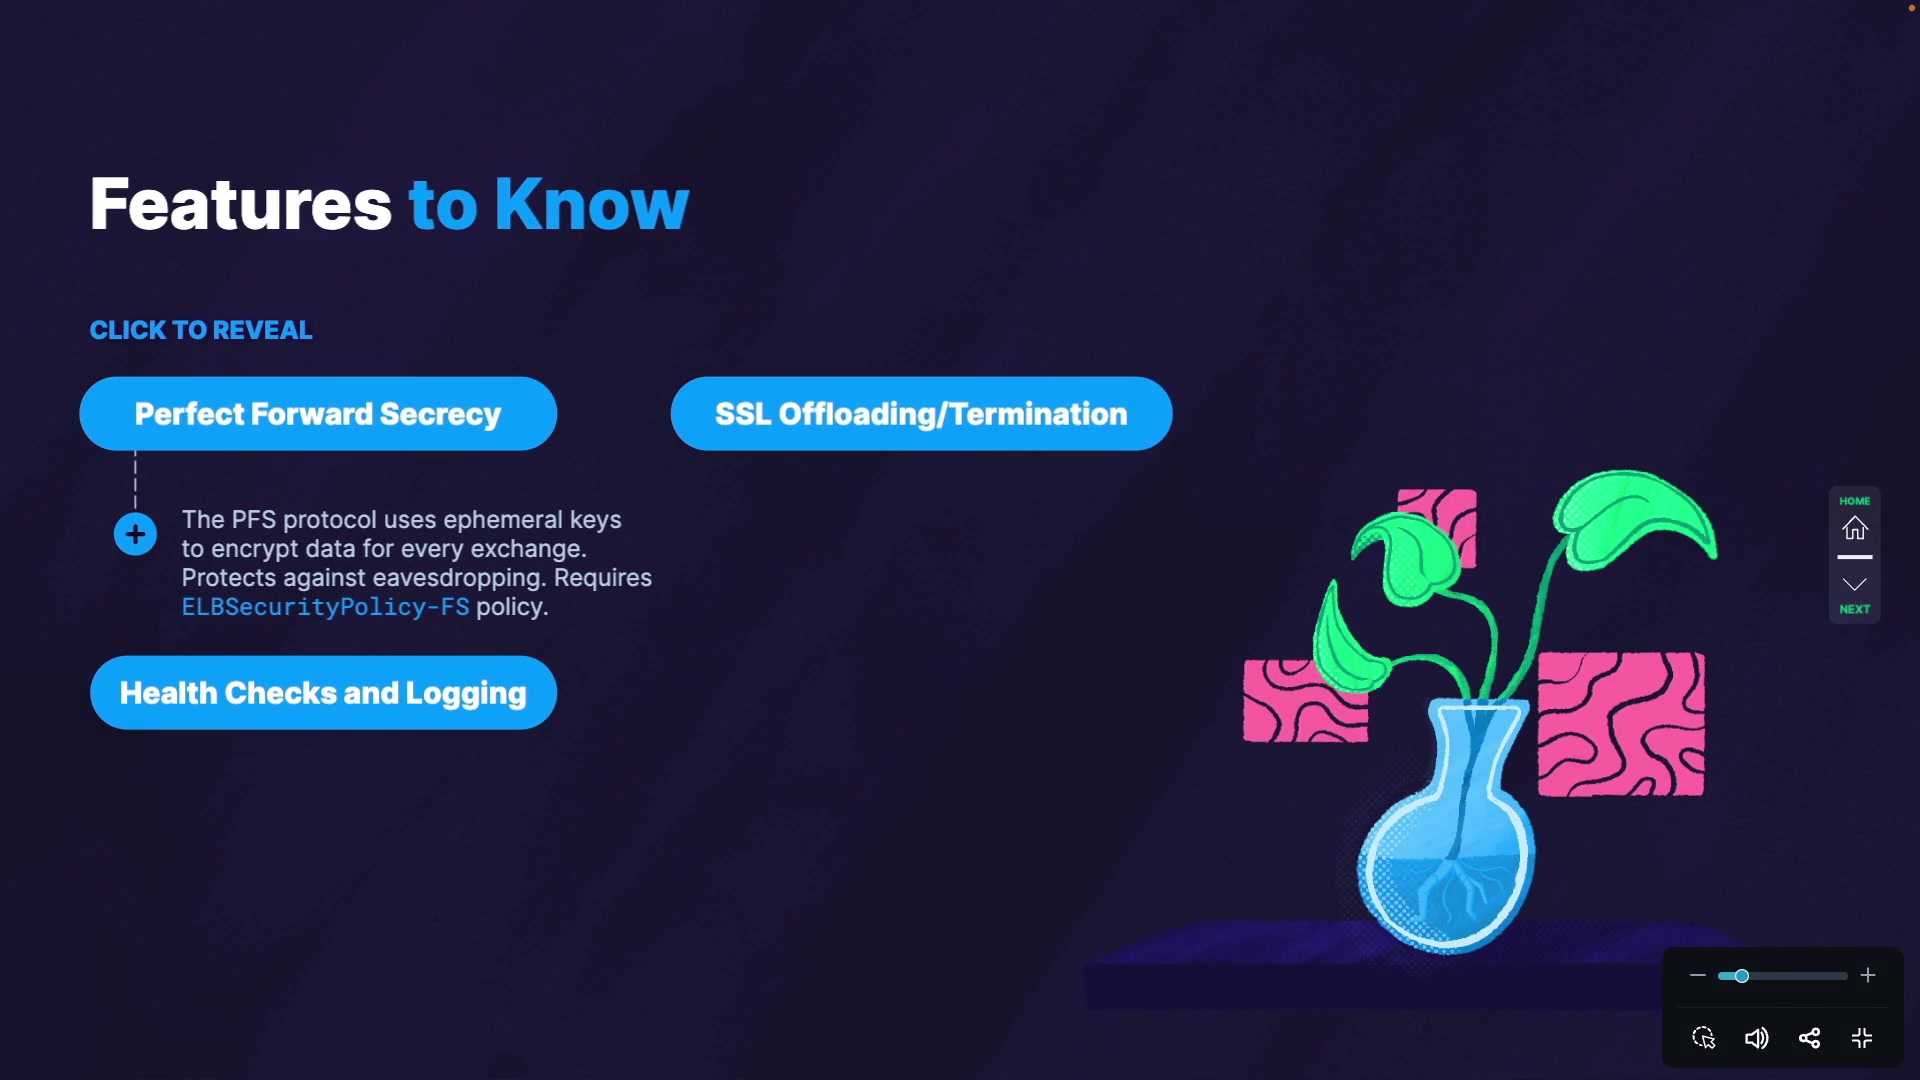 Features to Know
CLICK TO REVEAL
Perfect Forward Secrecy
SSL Offloading/Termination
The PFS protocol uses ephemeral keys
to encrypt data for every exchange.
Protects against eavesdropping. Requires
ELBSecurityPolicy-FS policy.
Health Checks and Logging
HOME
NEXT